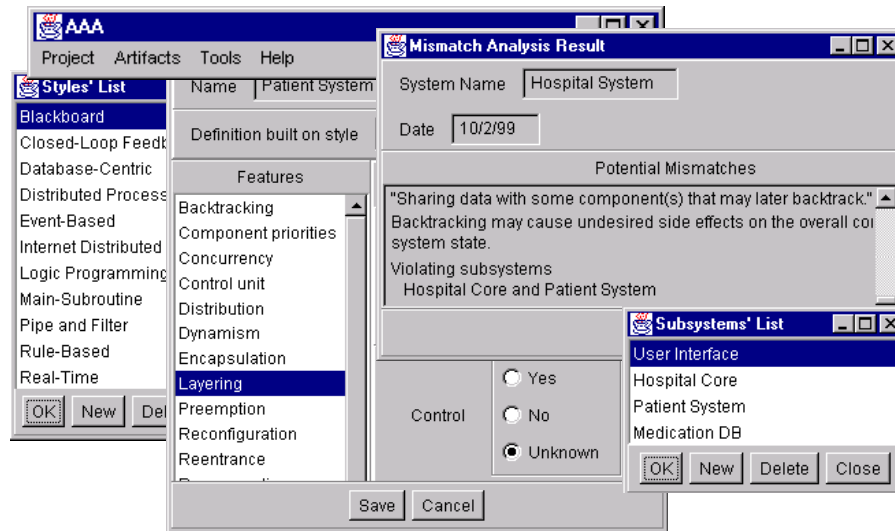 AAA
Project Artifacts Tools Help
Styles' List
Blackboard
Closed-Loop Feedb
Database-Centric
Distributed Process
Event-Based
Internet Distributed
Logic Programming
Main-Subroutine
Pipe and Filter
Rule-Based
Real-Time
OK New Del
Name Patient System
Definition built on style
Features
Backtracking
Component priorities
Concurrency
Control unit
Distribution
Dynamism
Encapsulation
Layering
Preemption
Reconfiguration
Reentrance
Control
Yes
No
Unknown
Save Cancel
Mismatch Analysis Result
System Name Hospital System
Date 10/2/99
Potential Mismatches
"Sharing data with some component(s) that may later backtrack."
Backtracking may cause undesired side effects on the overall co
system state.
Violating subsystems
Hospital Core and Patient System
Subsystems' List
User Interface
Hospital Core
Patient System
Medication DB
OK New Delete Close